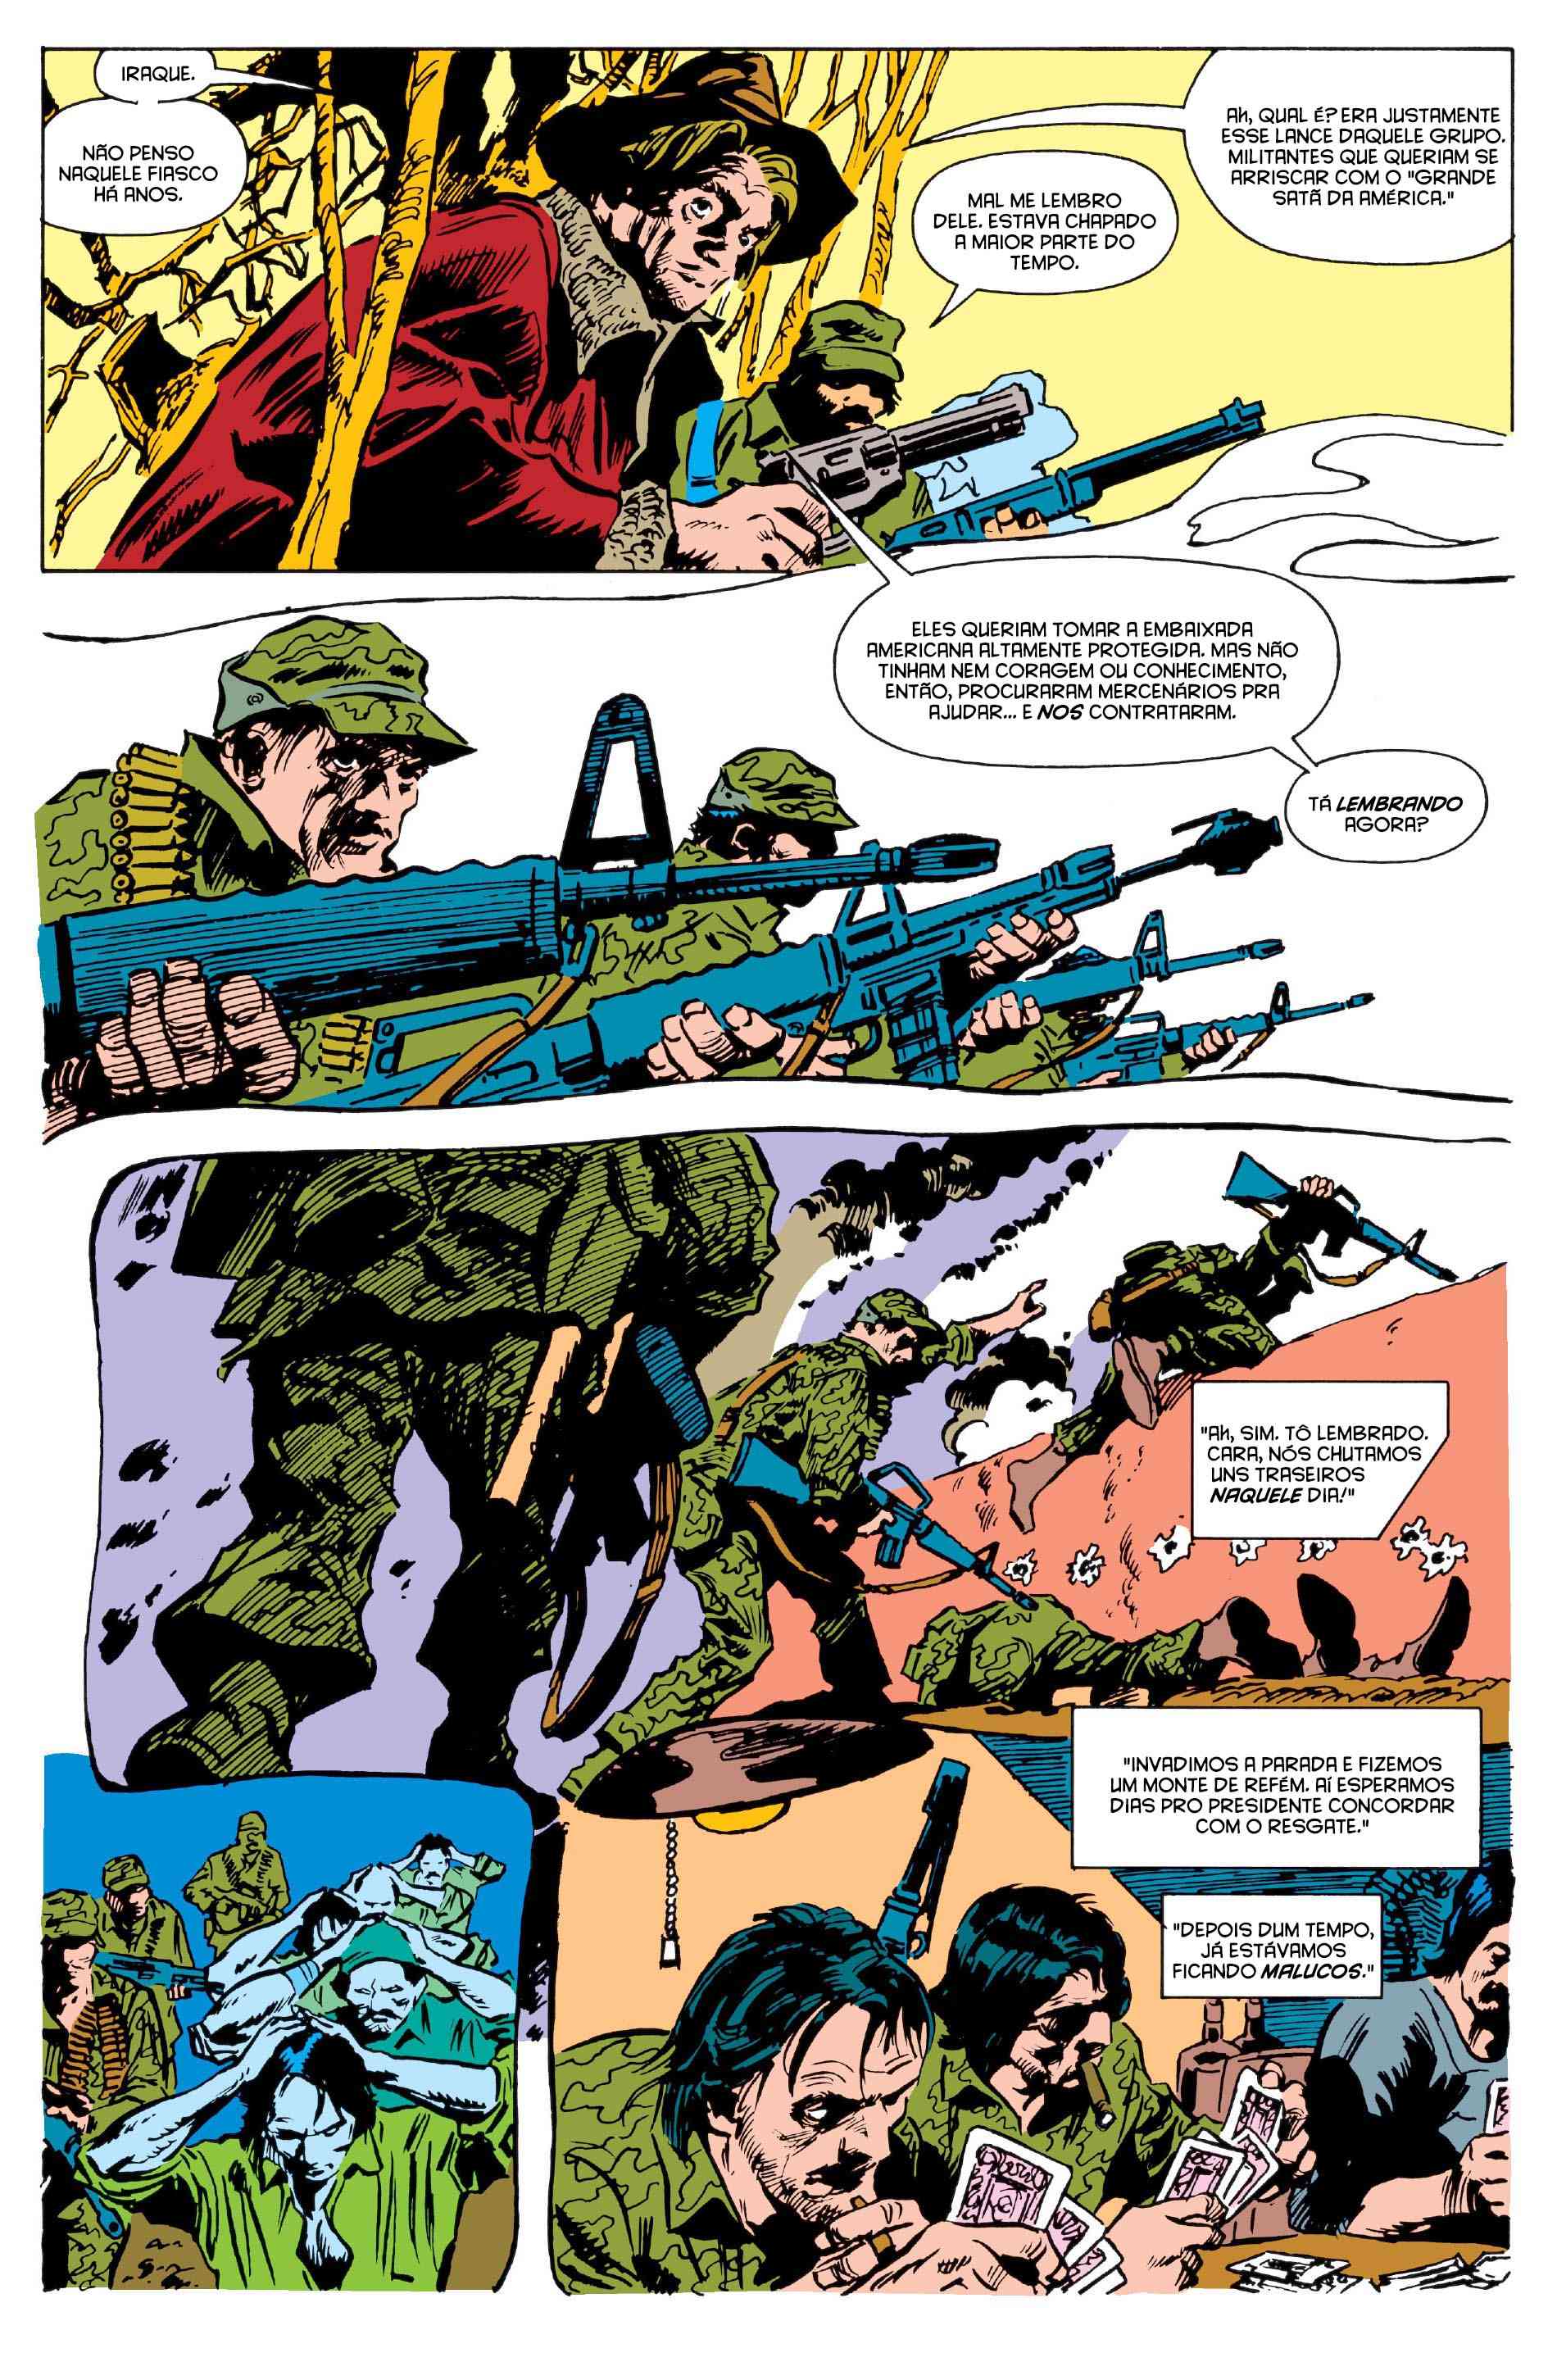 IRAQUE.
NÃO PENSO
NAQUELE FIASCO
HÁ ANOS.
Ah, QUAL É? ERA JUSTAMENTE
ESSE LANCE DAQUELE GRUPO.
MILITANTES QUE QUERIAM SE
ARRISCAR COM O "GRANDE
SATÃ DA AMÉRICA."
MAL ME LEMBRO
DELE. ESTAVA CHAPADO
A MAIOR PARTE DO
TEMPO.
ELES QUERIAM TOMAR A EMBAIXADA
AMERICANA ALTAMENTE PROTEGIDA. MAS NÃO
TINHAM NEM CORAGEM OU CONHECIMENTO,
ENTÃO, PROCURARAM MERCENÁRIOS PRA
AJUDAR... E NOS CONTRATARAM.
TÁ LEMBRANDO
AGORA?
"Ah, SIM. TÔ LEMBRADO.
CARA, NÓS CHUTAMOS
UNS TRASEIROS
NAQUELE DIA!"
"INVADIMOS A PARADA E FIZEMOS
UM MONTE DE REFÉM. AÍ ESPERAMOS
DIAS PRO PRESIDENTE CONCORDAR
COM O RESGATE."
"DEPOIS DUM TEMPO,
JÁ ESTÁVAMOS
FICANDO MALUCOS."